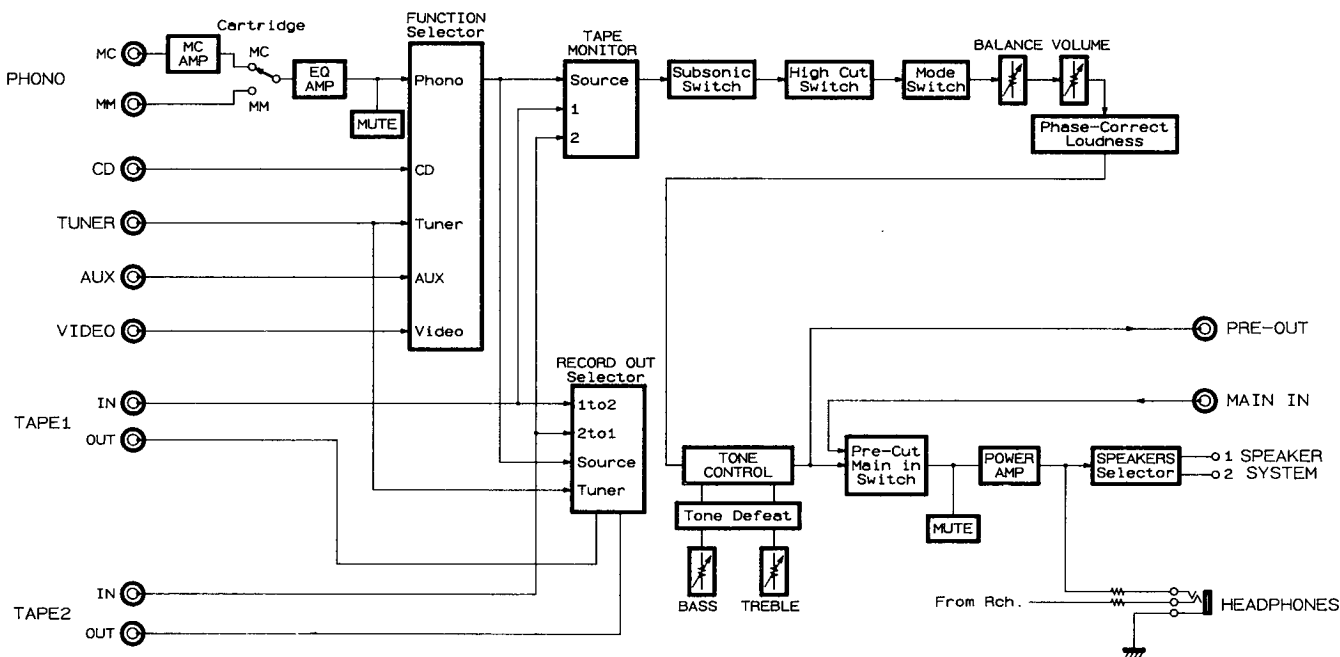 Cartridge
FUNCTION
Selector
MC
MC
AMP
MC
PHONO
MM
MM
EQ
AMP
MUTE
Phono
TAPE
MONITOR
Source
1
2
Subsonic
Switch
High Cut
Switch
Mode
Switch
BALANCE VOLUME
Phase-Correct
Loudness
CD
CD
TUNER
Tuner
AUX
AUX
VIDEO
Video
PRE-OUT
RECORD OUT
Selector
TAPE1
IN
OUT
1to2
2to1
Source
Tuner
MAIN IN
TONE
CONTROL
Tone Defeat
BASS
TREBLE
Pre-Cut
Main in
Switch
MUTE
POWER
AMP
SPEAKERS
Selector
1 SPEAKER
2 SYSTEM
TAPE2
IN
OUT
From Rch.
HEADPHONES